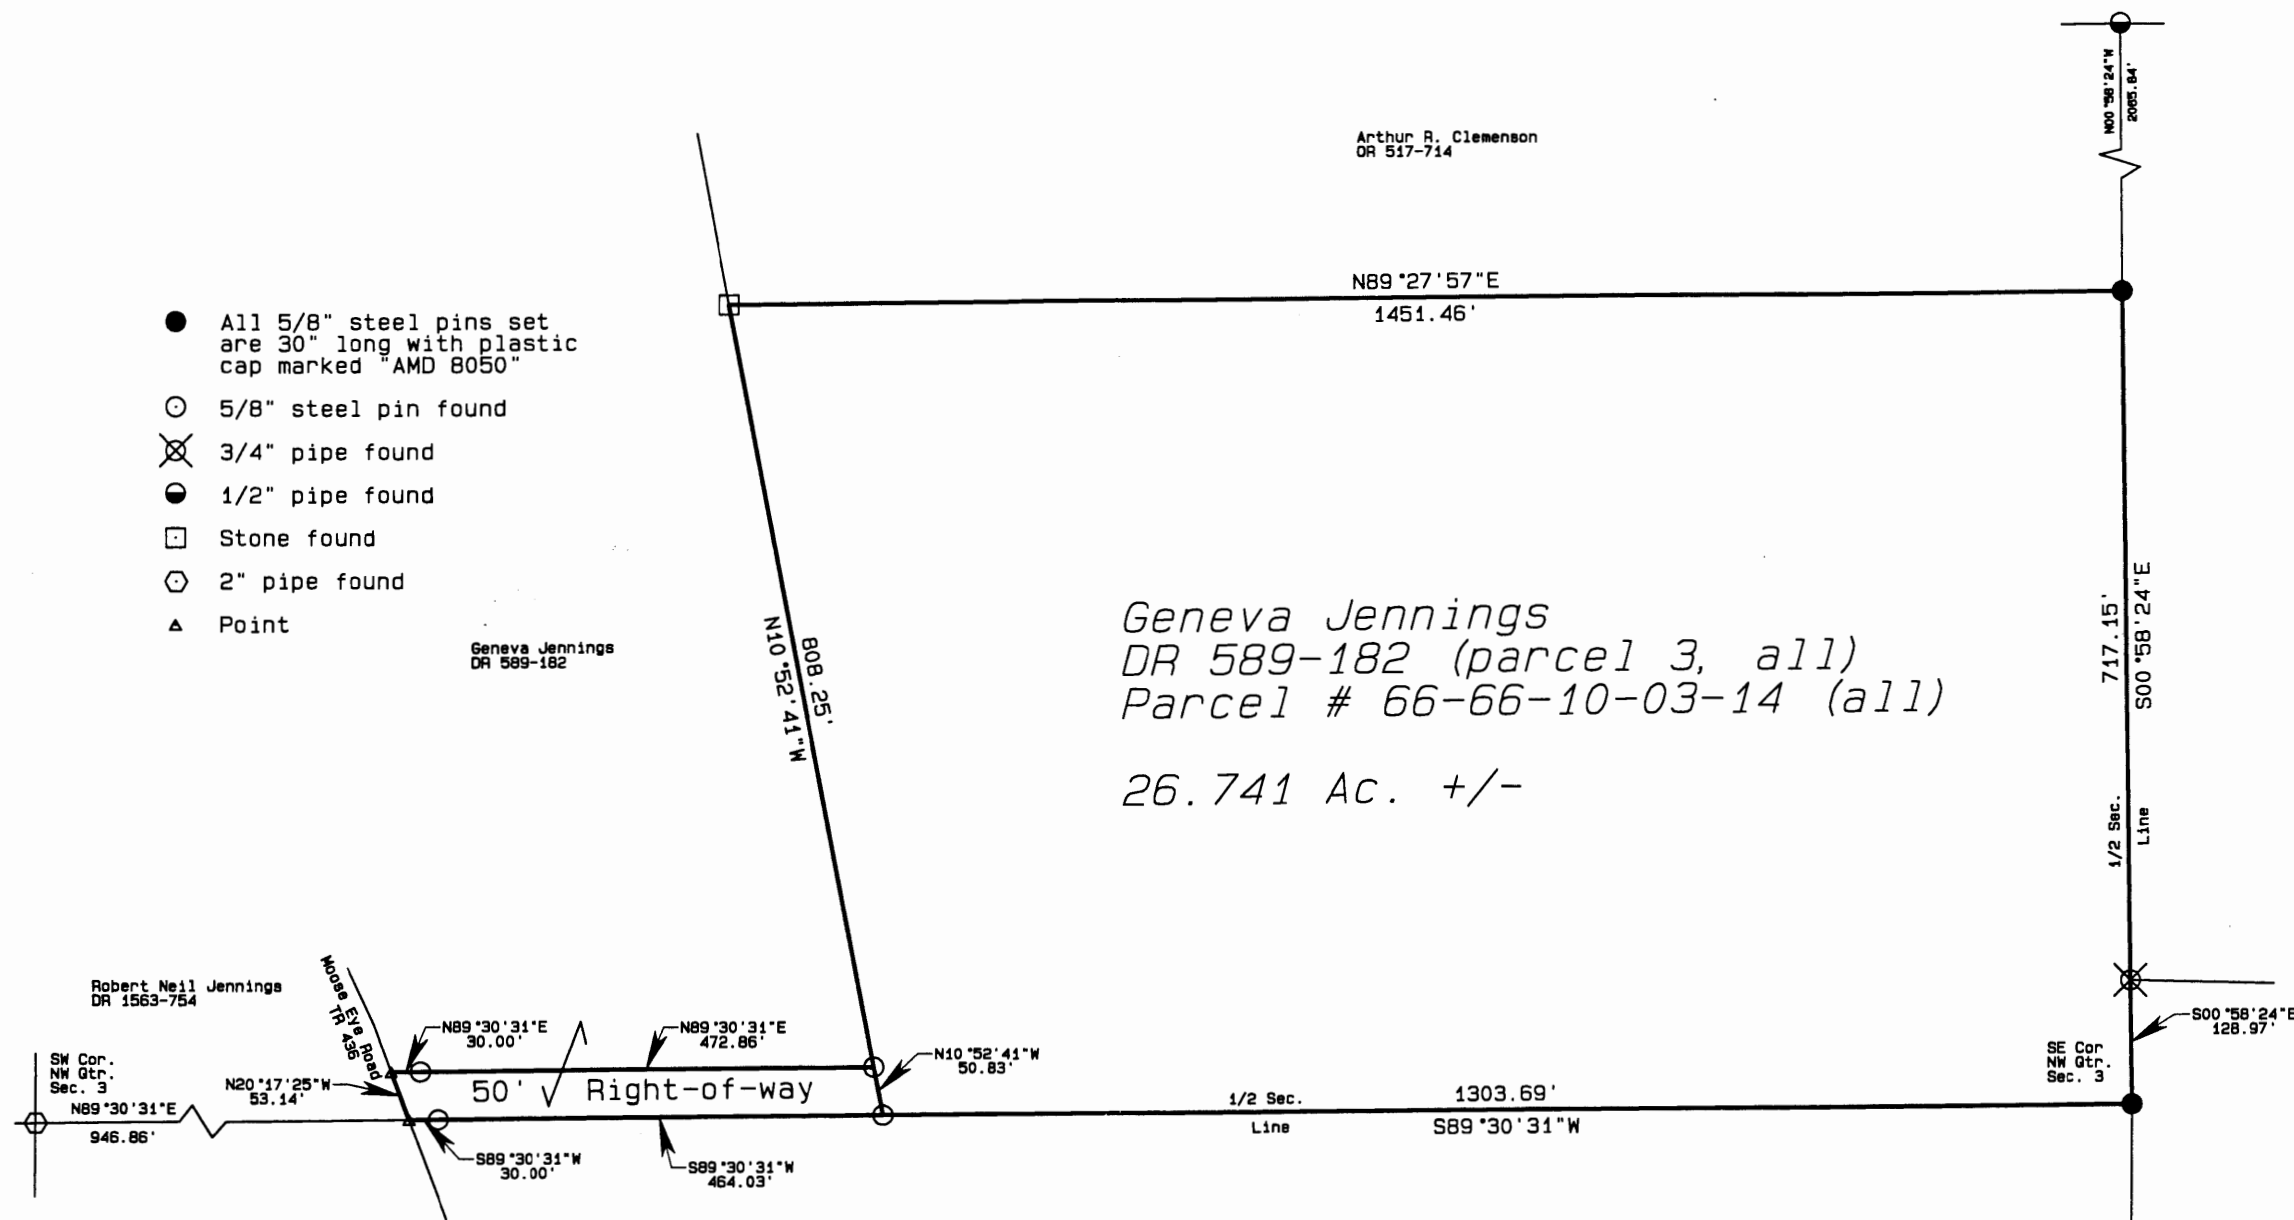 N00°58'24"W
2065.84'
Arthur R. Clemenson
OR 517-714
N89°27'57"E
1451.46'
All 5/8" steel pins set
are 30" long with plastic
cap marked "AMD 8050"
5/8" steel pin found
3/4" pipe found
1/2" pipe found
Stone found
2" pipe found
Point
Geneva Jennings
DR 589-182
808.25'
N10°52'41"W
Geneva Jennings
DR 589-182 (parcel 3, all)
Parcel # 66-66-10-03-14 (all)
26.741 Ac. +/-
717.15'
S00°58'24"E
1/2 Sec.
Line
Robert Neil Jennings
DR 1563-754
Moose Eye Road
TR 436
N89°30'31"E
30.00'
N89°30'31"E
472.86'
N10°52'41"W
50.83'
S00°58'24"E
128.97'
SW Cor.
NW Qtr.
Sec. 3
SE Cor
NW Qtr.
Sec. 3
N20°17'25"W
53.14'
50' Right-of-way
N89°30'31"E
946.86'
1/2 Sec.
Line
1303.69'
S89°30'31"W
S89°30'31"W
30.00'
S89°30'31"W
464.03'